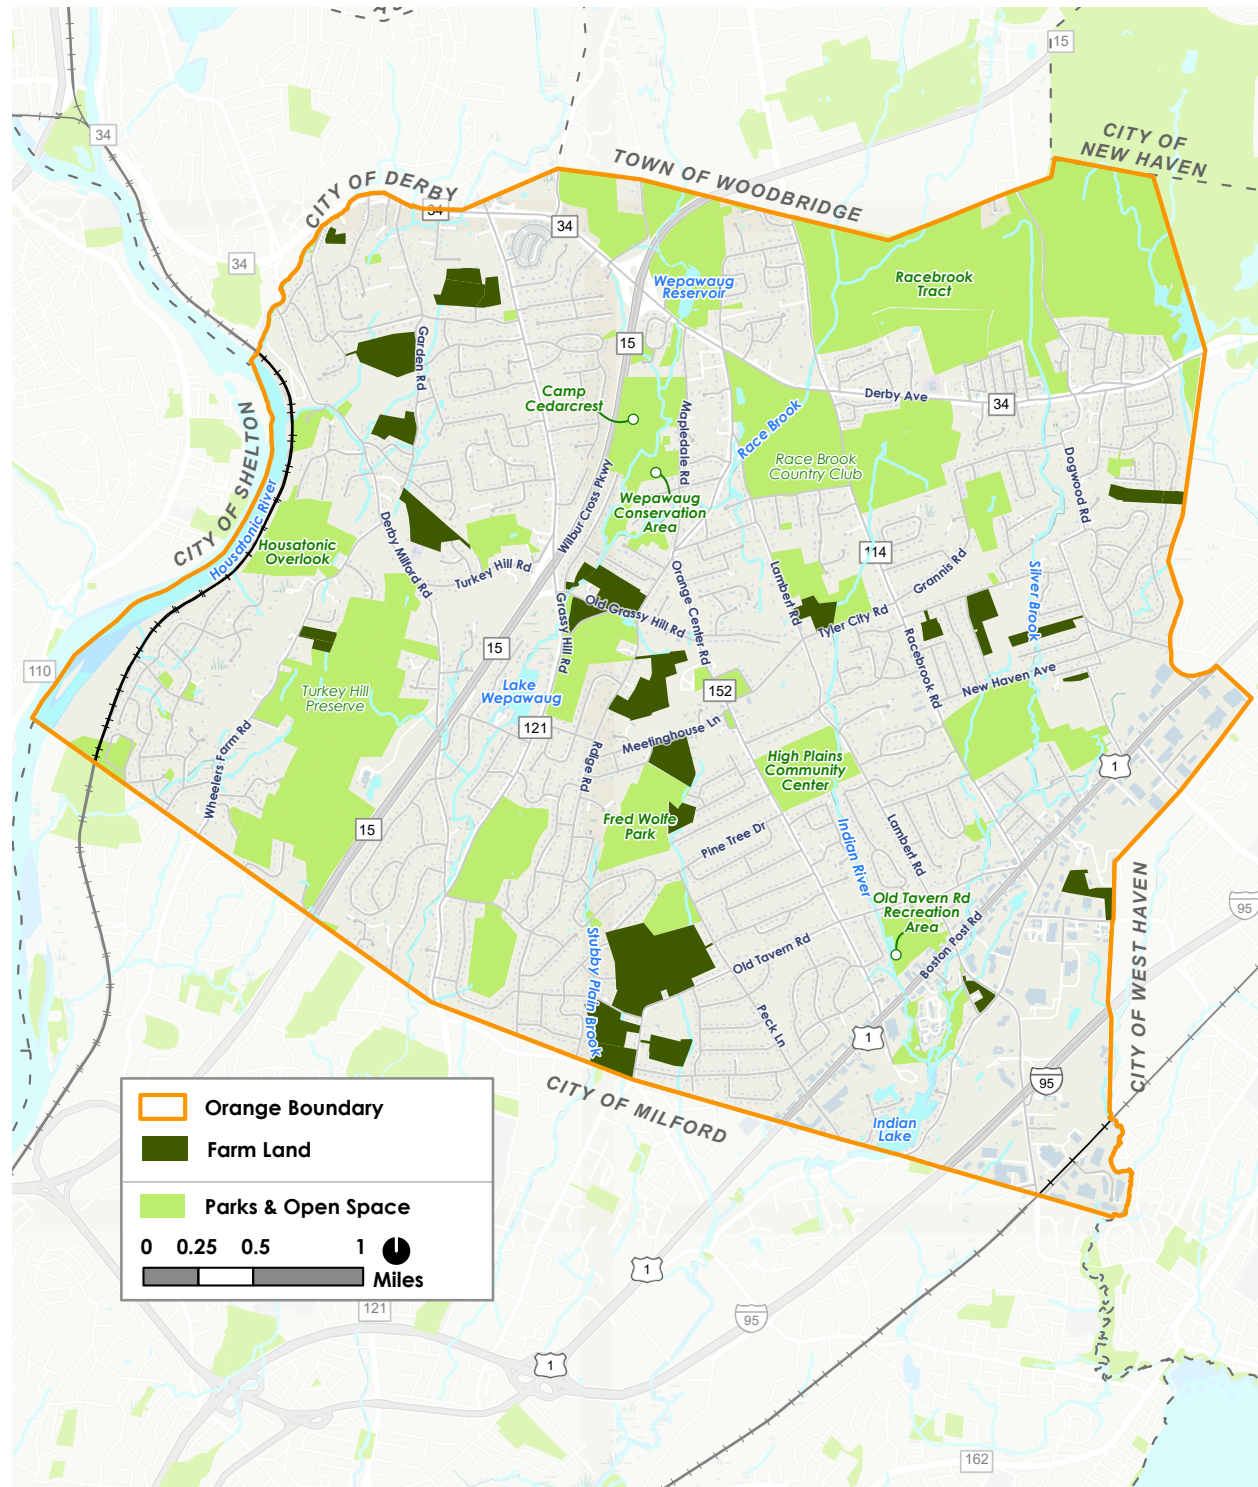 15
34
CITY OF
NEW HAVEN
TOWN OF WOODBRIDGE
CITY OF DERBY
34
34
34
Racebrook
Tract
Wepawaug
Reservoir
15
Garden Rd
Camp
Cedarcrest
Derby Ave
34
Mapledale Rd
Race Brook
CITY OF SHELTON
Race Brook
Country Club
Dogwood Rd
Wilbur Cross Pkwy
Wepawaug
Conservation
Area
Housatonic River
Housatonic
Overlook
Derby Milford Rd
114
Turkey Hill Rd
Grannis Rd
Silver Brook
Orange Center Rd
Lambert Rd
Grassy Hill Rd
Old Grassy Hill Rd
Tyler City Rd
15
Racebrook Rd
110
New Haven Ave
Turkey Hill
Preserve
Lake
Wepawaug
152
121
Meetinghouse Ln
Wheelers Farm Rd
Rdige Rd
High Plains
Community
Center
1
15
Fred Wolfe
Park
Pine Tree Dr
Indian River
Lambert Rd
Old Tavern Rd
Recreation
Area
95
CITY OF WEST HAVEN
Stubby Plain Brook
Old Tavern Rd
Boston Post Rd
Peck Ln
1
95
CITY OF MILFORD
Indian
Lake
Orange Boundary
Farm Land
Parks & Open Space
0 0.25 0.5 1
Miles
1
121
95
1
162